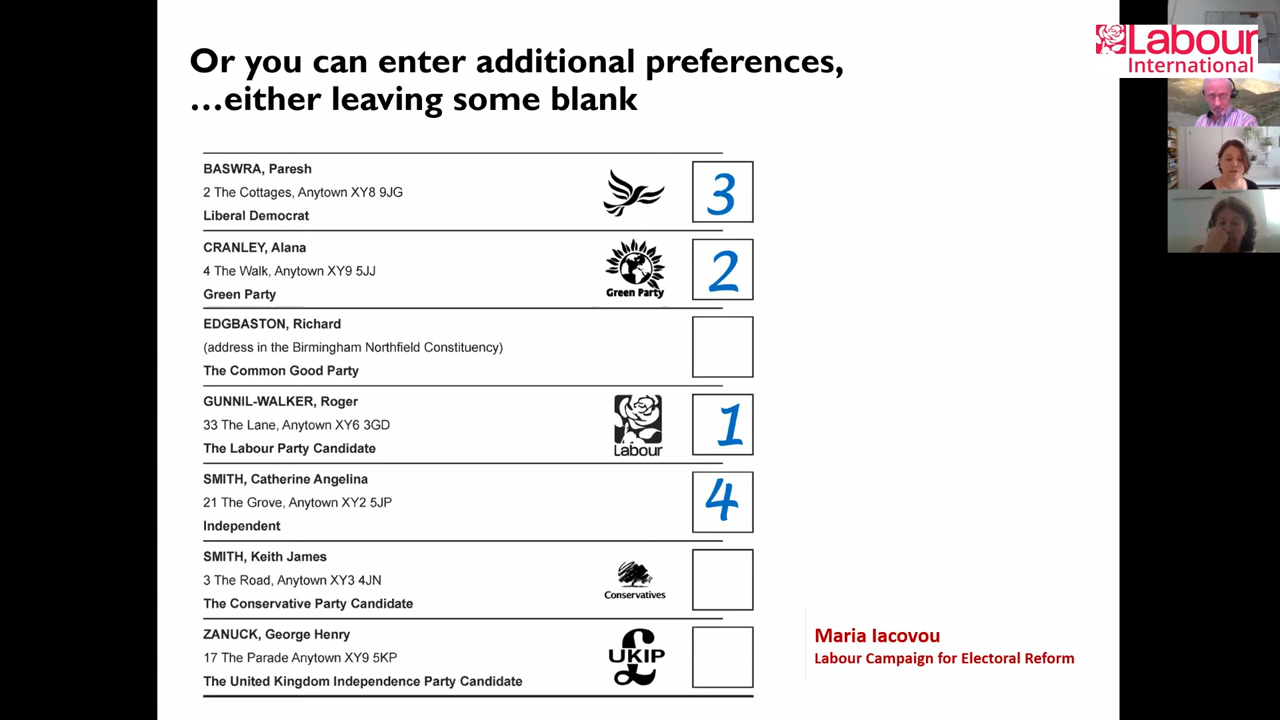 Or you can enter additional preferences,
…either leaving some blank
Labour
International
BASWRA, Paresh
2 The Cottages, Anytown XY8 9JG
Liberal Democrat
3
CRANLEY, Alana
4 The Walk, Anytown XY9 5JJ
Green Party
Green Party
2
EDGBASTON, Richard
(address in the Birmingham Northfield Constituency)
The Common Good Party
GUNNIL-WALKER, Roger
33 The Lane, Anytown XY6 3GD
The Labour Party Candidate
Labour
1
SMITH, Catherine Angelina
21 The Grove, Anytown XY2 5JP
Independent
4
SMITH, Keith James
3 The Road, Anytown XY3 4JN
The Conservative Party Candidate
Conservatives
ZANUCK, George Henry
17 The Parade Anytown XY9 5KP
The United Kingdom Independence Party Candidate
£
UKIP
Maria Iacovou
Labour Campaign for Electoral Reform